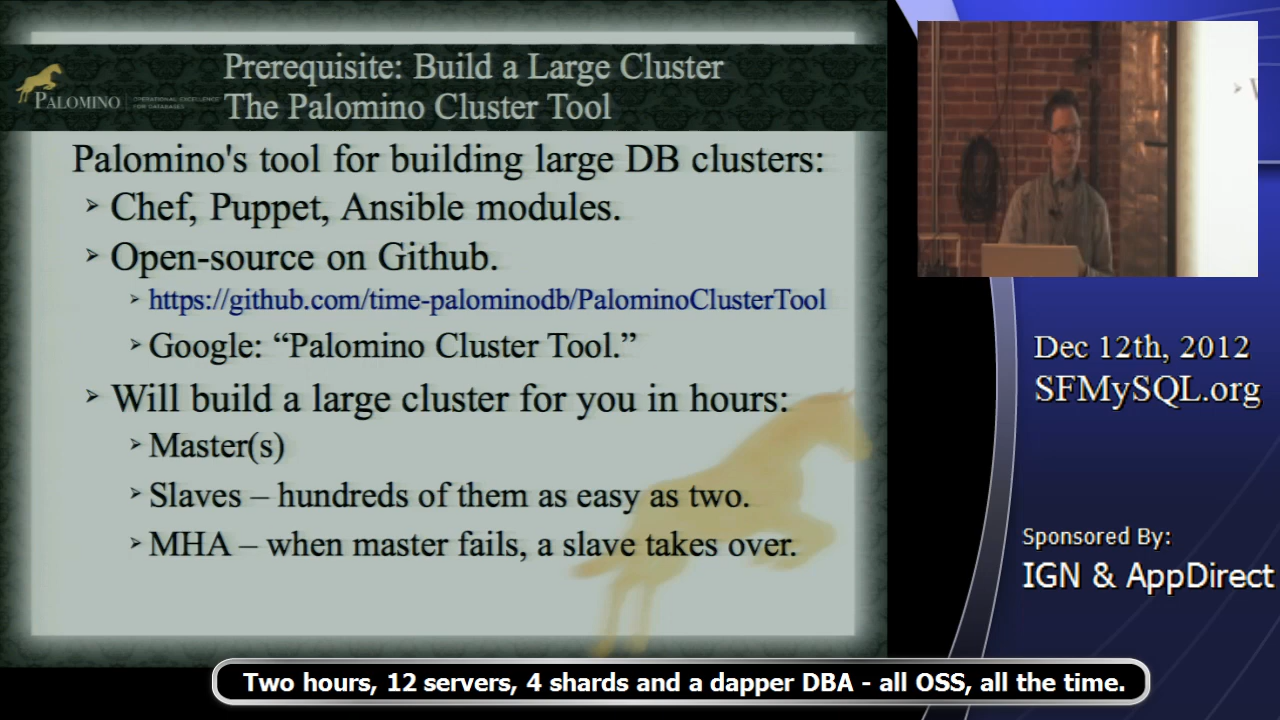 Prerequisite: Build a Large Cluster
The Palomino Cluster Tool
PALOMINO
OPERATIONAL EXCELLENCE
FOR DATABASES
Palomino's tool for building large DB clusters:
Chef, Puppet, Ansible modules.
Open-source on Github.
https://github.com/time-palominodb/PalominoClusterTool
Google: “Palomino Cluster Tool.”
Will build a large cluster for you in hours:
Master(s)
Slaves – hundreds of them as easy as two.
MHA – when master fails, a slave takes over.
Dec 12th, 2012
SFMySQL.org
Sponsored By:
IGN & AppDirect
Two hours, 12 servers, 4 shards and a dapper DBA - all OSS, all the time.